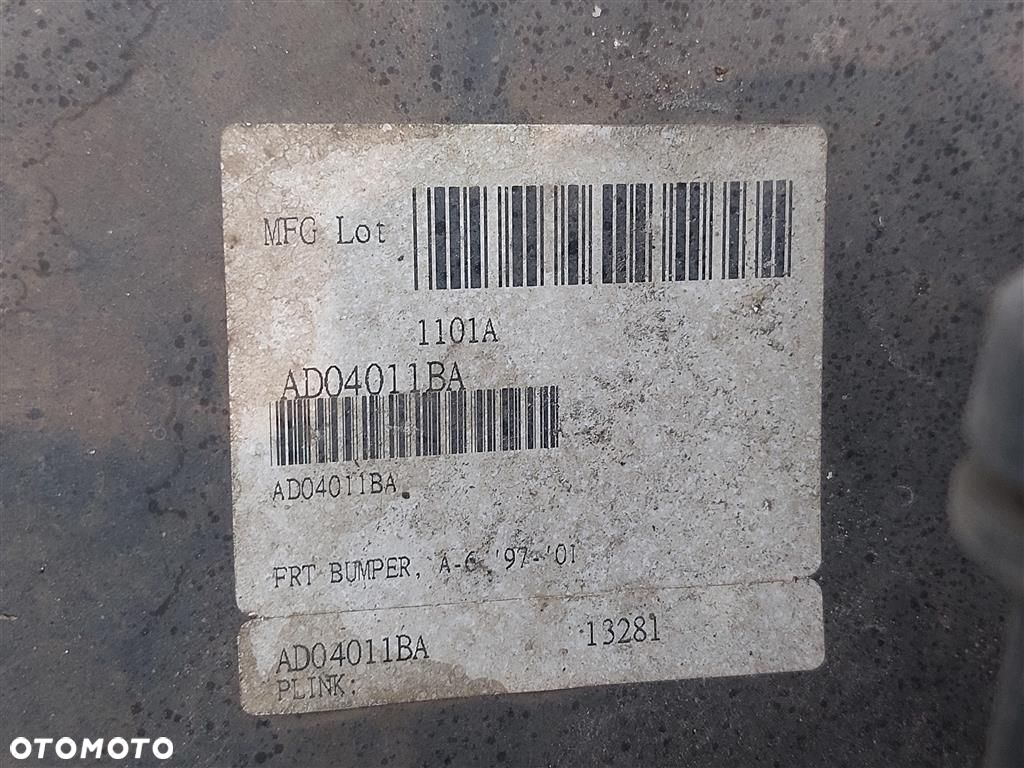 MFG Lot
1101A
AD04011BA
AD04011BA
FRT BUMPER, A-6 '97-'01
AD04011BA 13281
PLINK:
OTOMOTO